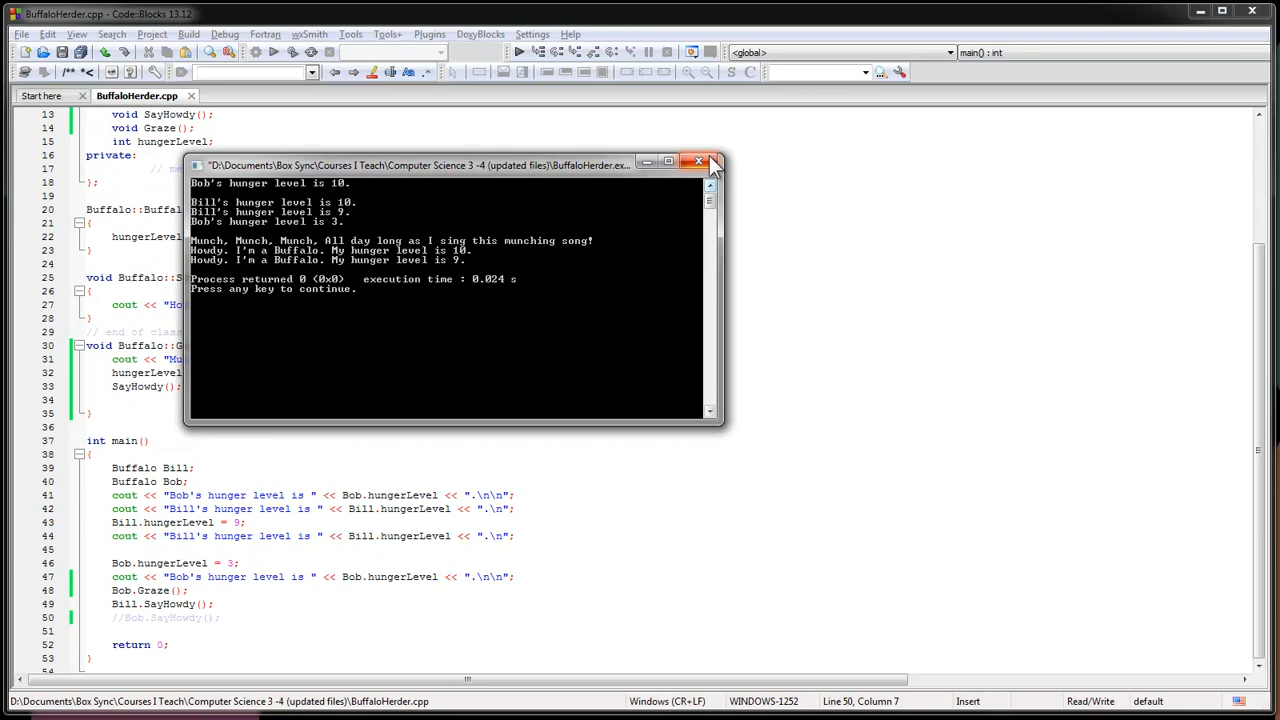 BuffaloHerder.cpp - Code::Blocks 13.12
File Edit View Search Project Build Debug Fortran wxSmith Tools Tools+ Plugins DoxyBlocks Settings Help
<global> main() : int
/** *<
Start here BuffaloHerder.cpp
13 void SayHowdy();
14 void Graze();
15 int hungerLevel;
16 private:
17 // me
18 };
19
20 Buffalo::Buffal
21 {
22 hungerLevel
23 }
24
25 void Buffalo::S
26 {
27 cout << "Ho
28 }
29 // end of class
30 void Buffalo::G
31 cout << "Mu
32 hungerLevel
33 SayHowdy();
34
35 }
36
37 int main()
38 {
39 Buffalo Bill;
40 Buffalo Bob;
41 cout << "Bob's hunger level is " << Bob.hungerLevel << ".\n\n";
42 cout << "Bill's hunger level is " << Bill.hungerLevel << ".\n";
43 Bill.hungerLevel = 9;
44 cout << "Bill's hunger level is " << Bill.hungerLevel << ".\n";
45
46 Bob.hungerLevel = 3;
47 cout << "Bob's hunger level is " << Bob.hungerLevel << ".\n\n";
48 Bob.Graze();
49 Bill.SayHowdy();
50 //Bob.SayHowdy();
51
52 return 0;
53 }
54
"D:\Documents\Box Sync\Courses I Teach\Computer Science 3 -4 (updated files)\BuffaloHerder.ex...
Bob's hunger level is 10.
Bill's hunger level is 10.
Bill's hunger level is 9.
Bob's hunger level is 3.
Munch, Munch, Munch, All day long as I sing this munching song!
Howdy. I'm a Buffalo. My hunger level is 10.
Howdy. I'm a Buffalo. My hunger level is 9.
Process returned 0 (0x0) execution time : 0.024 s
Press any key to continue.
D:\Documents\Box Sync\Courses I Teach\Computer Science 3 -4 (updated files)\BuffaloHerder.cpp Windows (CR+LF) WINDOWS-1252 Line 50, Column 7 Insert Read/Write default